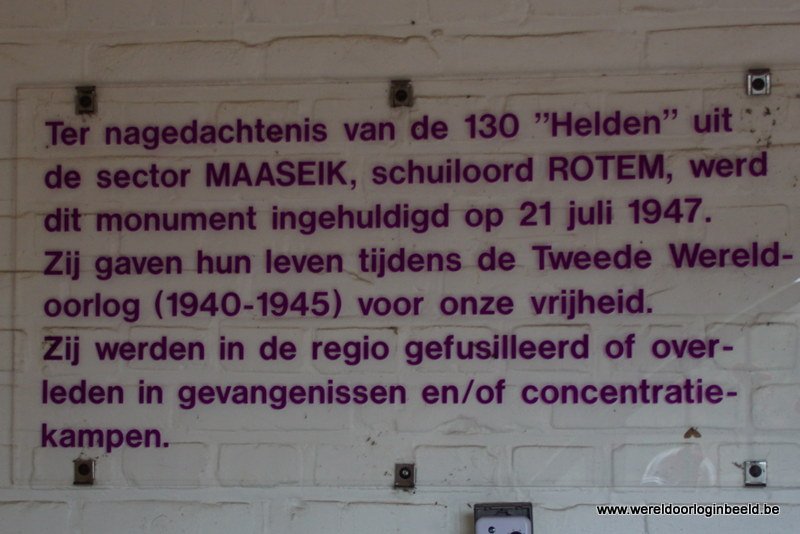 Ter nagedachtenis van de 130 ”Helden” uit
de sector MAASEIK, schuiloord ROTEM, werd
dit monument ingehuldigd op 21 juli 1947.
Zij gaven hun leven tijdens de Tweede Wereld-
oorlog (1940-1945) voor onze vrijheid.
Zij werden in de regio gefusilleerd of over-
leden in gevangenissen en/of concentratie-
kampen.
www.wereldoorloginbeeld.be